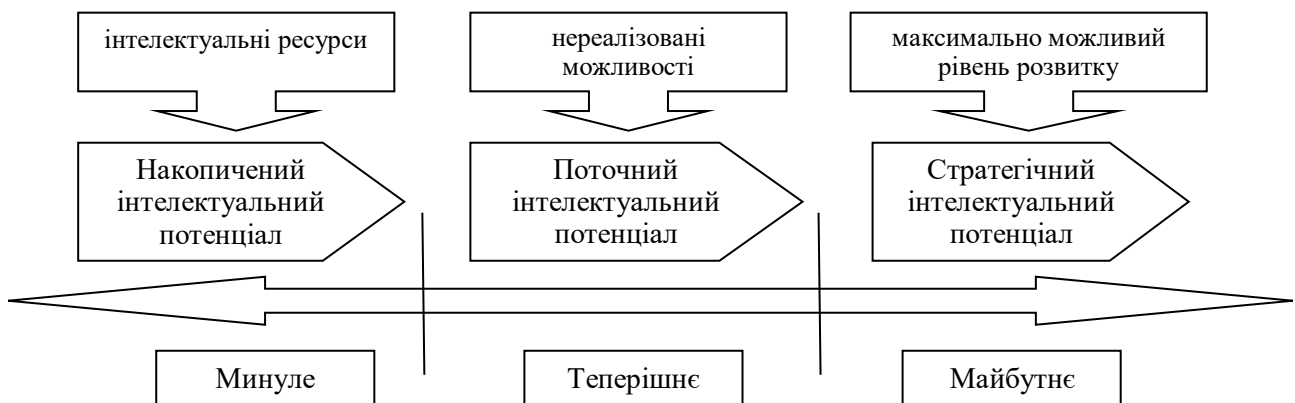 інтелектуальні ресурси
нереалізовані
можливості
максимально можливий
рівень розвитку
Накопичений
інтелектуальний
потенціал
Поточний
інтелектуальний
потенціал
Стратегічний
інтелектуальний
потенціал
Минуле
Теперішнє
Майбутнє